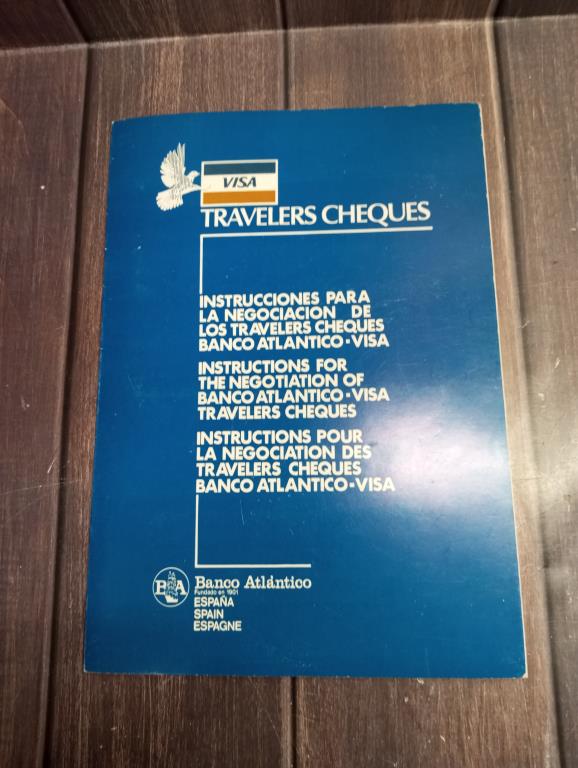 VISA
TRAVELERS CHEQUES
INSTRUCCIONES PARA
LA NEGOCIACION DE
LOS TRAVELERS CHEQUES
BANCO ATLANTICO-VISA
INSTRUCTIONS FOR
THE NEGOTIATION OF
BANCO ATLANTICO-VISA
TRAVELERS CHEQUES
INSTRUCTIONS POUR
LA NEGOCIATION DES
TRAVELERS CHEQUES
BANCO ATLANTICO-VISA
BA Banco Atlántico
Fundado en 1901
ESPAÑA
SPAIN
ESPAGNE